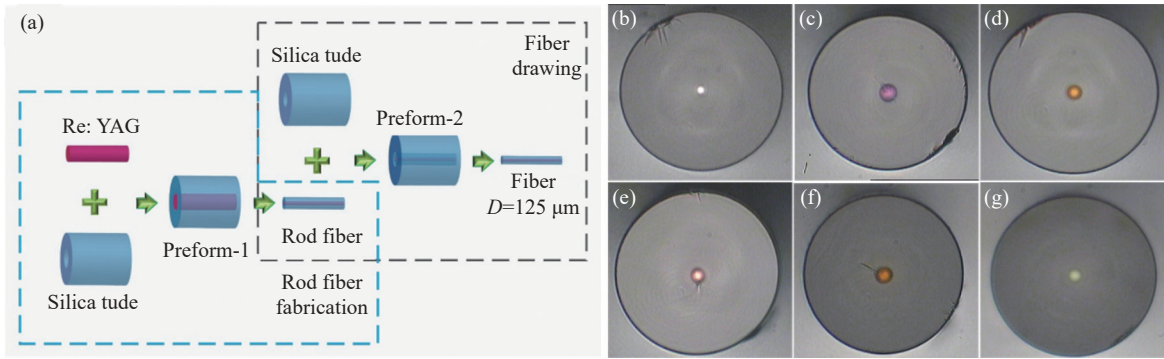 (a)
Silica tude
Fiber
drawing
Re: YAG
Preform-2
Fiber
D=125 μm
Preform-1
Rod fiber
Silica tude
Rod fiber
fabrication
(b)
(c)
(d)
(e)
(f)
(g)